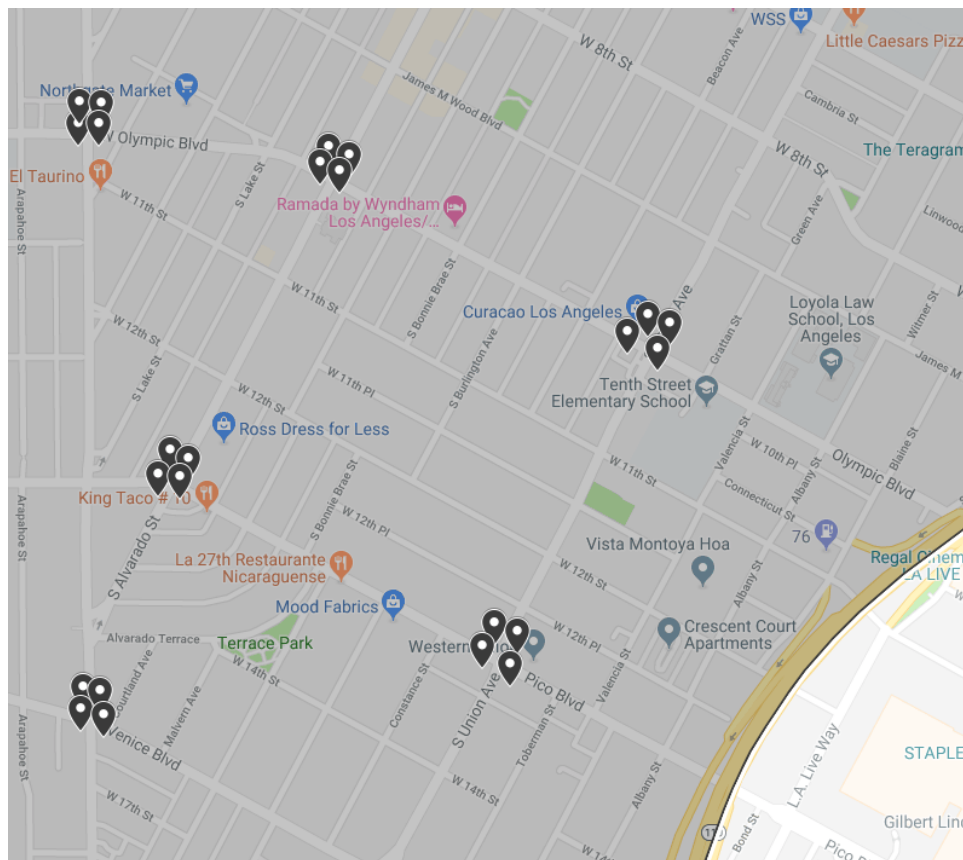 WSS
Little Caesars Pizz
W 8th St
Beacon Ave
James M Wood Blvd
Cambria St
Northgate Market
W Olympic Blvd
W 8th St
The Teragram
El Taurino
S Lake St
W 11th St
Arapahoe St
Ramada by Wyndham
Los Angeles/...
Green Ave
Linwood
S Bonnie Brae St
W 11th St
Curacao Los Angeles
Ave
Loyola Law
School, Los
Angeles
Witmer St
Grattan St
James M
W 12th St
S Lake St
W 11th Pl
S Burlington Ave
Tenth Street
Elementary School
W 12th St
Ross Dress for Less
Valencia St
W 10th Pl
Olympic Blvd
Blaine St
Albany St
W 11th St
Connecticut St
King Taco # 10
S Bonnie Brae St
W 12th Pl
Arapahoe St
S Alvarado St
76
Vista Montoya Hoa
Regal Cinem
LA LIVE
La 27th Restaurante
Nicaraguense
W 12th St
Albany St
Mood Fabrics
Alvarado Terrace
Terrace Park
W 12th Pl
Crescent Court
Apartments
Western
Courtland Ave
Malvern Ave
W 14th St
Constance St
S Union Ave
Pico Blvd
Valencia St
Toberman St
Arapahoe St
Venice Blvd
W 14th St
Albany St
L.A. Live Way
STAPLE
W 17th St
110
Bond St
Gilbert Lind
Pico B